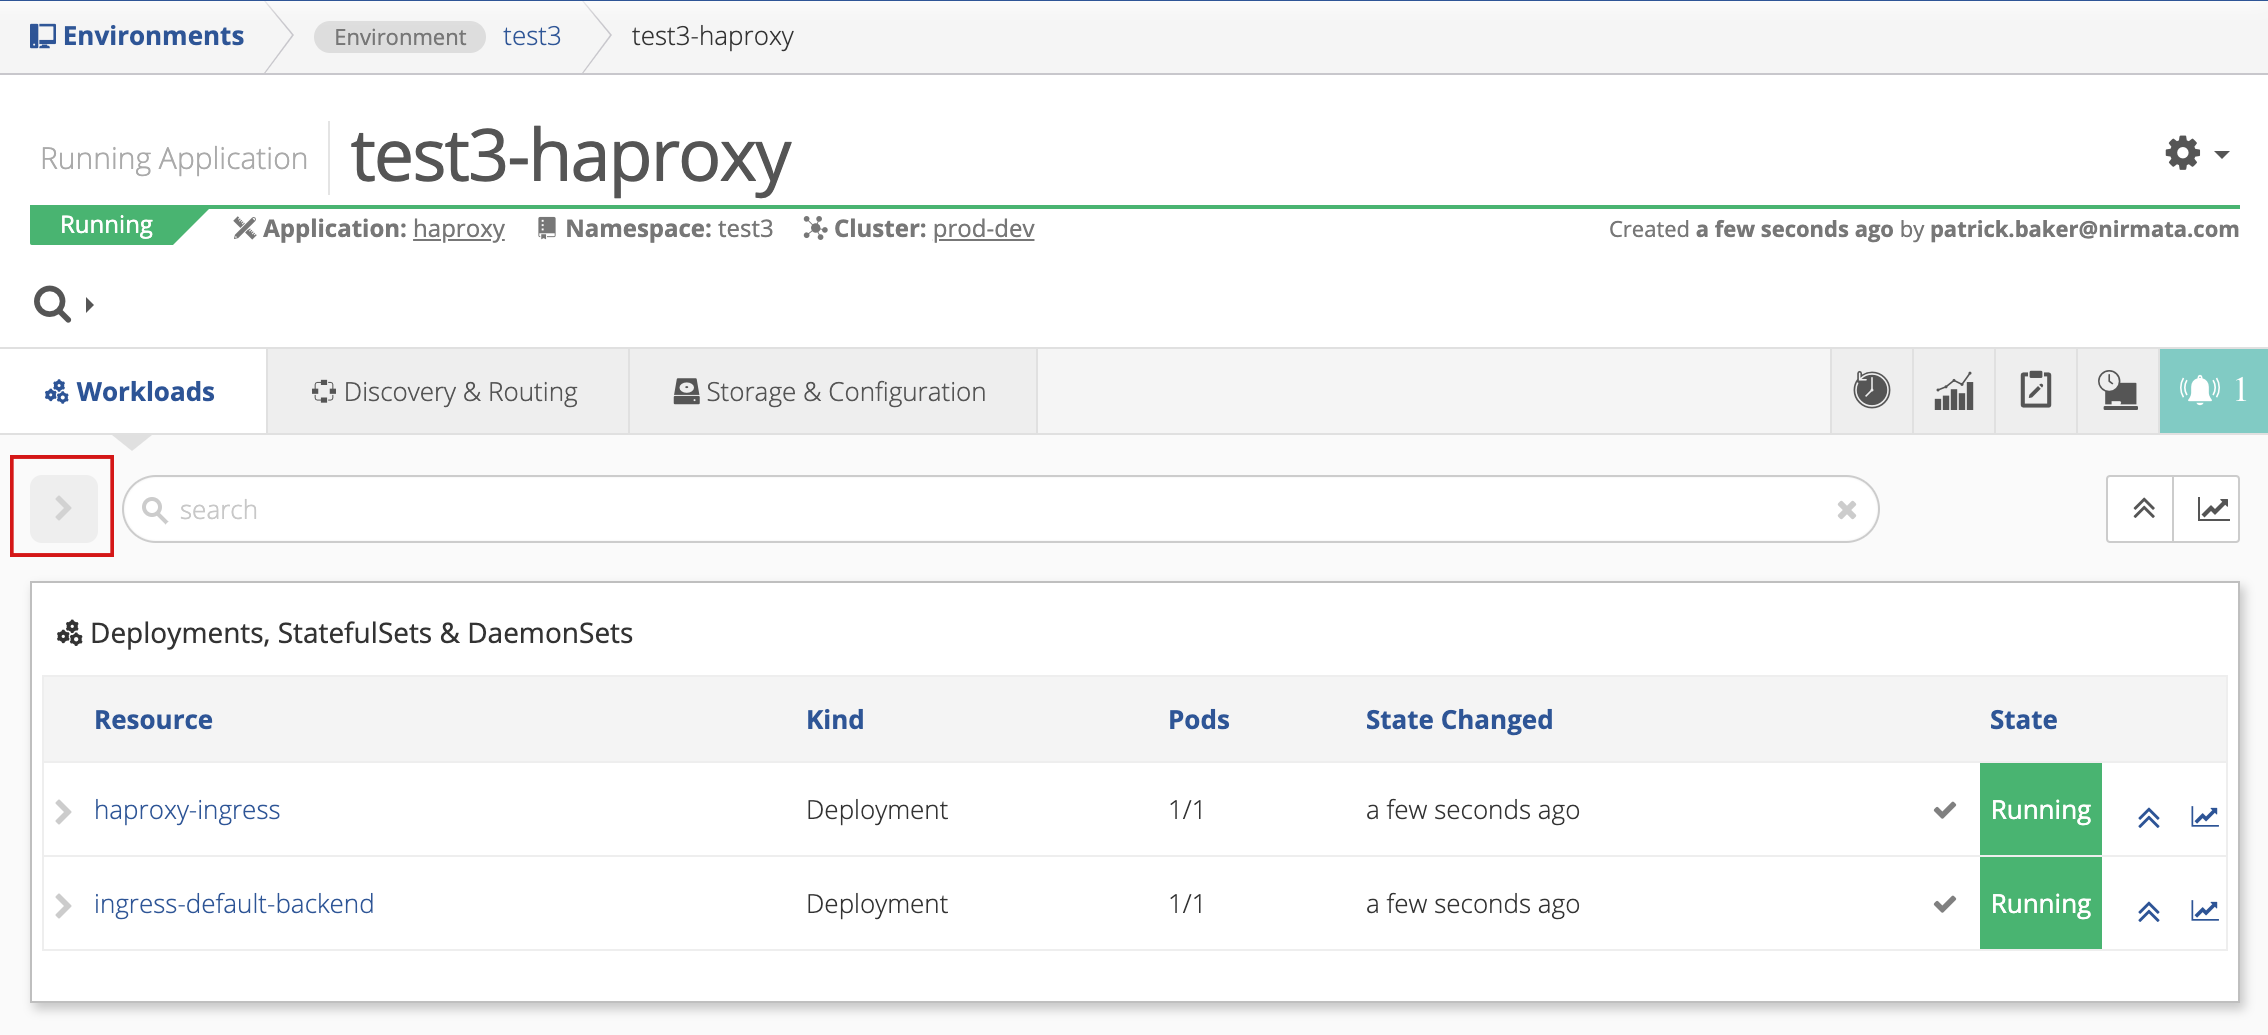 Environments Environment test3 test3-haproxy
Running Application test3-haproxy
Running Application: haproxy Namespace: test3 Cluster: prod-dev Created a few seconds ago by patrick.baker@nirmata.com
Workloads Discovery & Routing Storage & Configuration 1
search
Deployments, StatefulSets & DaemonSets
Resource Kind Pods State Changed State
haproxy-ingress Deployment 1/1 a few seconds ago Running
ingress-default-backend Deployment 1/1 a few seconds ago Running